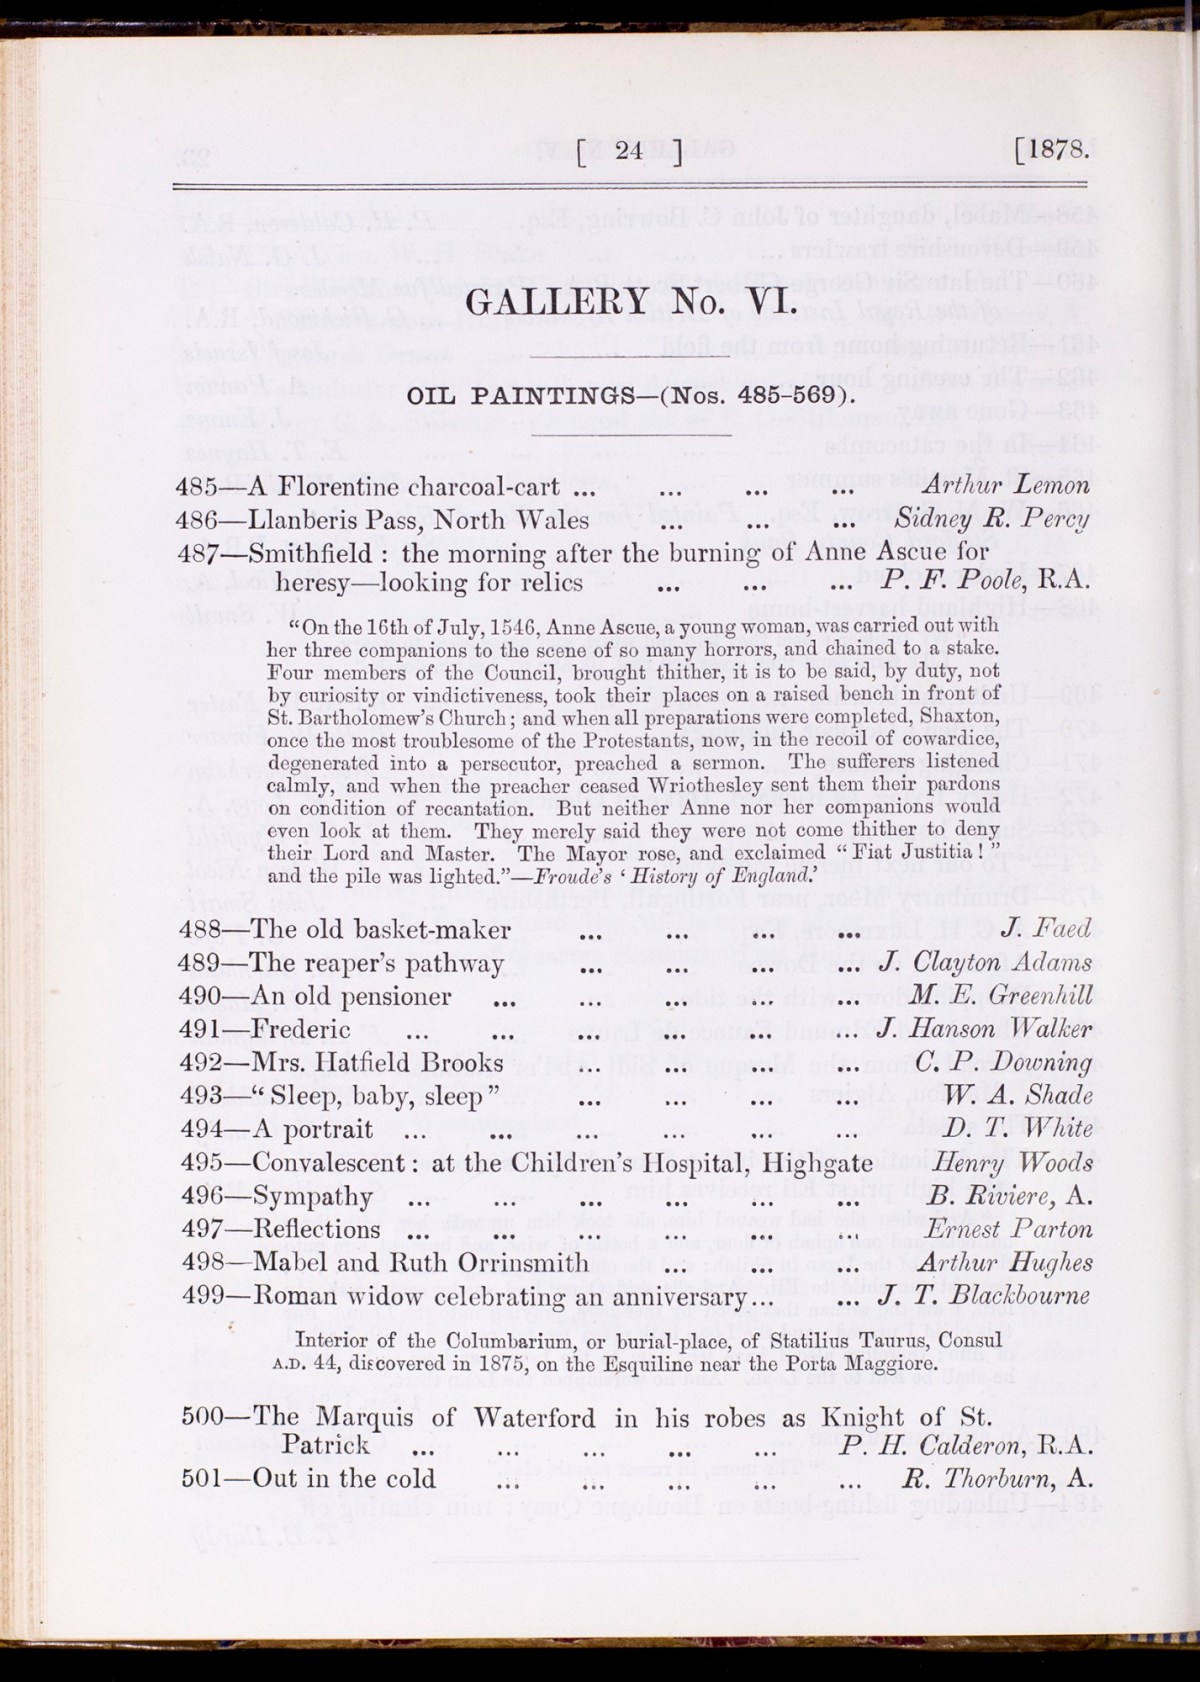 [ 24 ] [1878.
GALLERY No. VI.
OIL PAINTINGS—(Nos. 485-569).
485—A Florentine charcoal-cart ... ... ... ... Arthur Lemon
486—Llanberis Pass, North Wales ... ... ... Sidney R. Percy
487—Smithfield : the morning after the burning of Anne Ascue for
heresy—looking for relics ... ... ... P. F. Poole, R.A.
“On the 16th of July, 1546, Anne Ascue, a young woman, was carried out with
her three companions to the scene of so many horrors, and chained to a stake.
Four members of the Council, brought thither, it is to be said, by duty, not
by curiosity or vindictiveness, took their places on a raised bench in front of
St. Bartholomew’s Church; and when all preparations were completed, Shaxton,
once the most troublesome of the Protestants, now, in the recoil of cowardice,
degenerated into a persecutor, preached a sermon. The sufferers listened
calmly, and when the preacher ceased Wriothesley sent them their pardons
on condition of recantation. But neither Anne nor her companions would
even look at them. They merely said they were not come thither to deny
their Lord and Master. The Mayor rose, and exclaimed “Fiat Justitia!”
and the pile was lighted.”—Froude’s ‘History of England.’
488—The old basket-maker ... ... ... ... J. Faed
489—The reaper’s pathway ... ... ... ... J. Clayton Adams
490—An old pensioner ... ... ... ... ... M. E. Greenhill
491—Frederic ... ... ... ... ... ... J. Hanson Walker
492—Mrs. Hatfield Brooks ... ... ... ... C. P. Downing
493—“Sleep, baby, sleep” ... ... ... ... W. A. Shade
494—A portrait ... ... ... ... ... ... D. T. White
495—Convalescent : at the Children’s Hospital, Highgate Henry Woods
496—Sympathy ... ... ... ... ... ... B. Riviere, A.
497—Reflections ... ... ... ... ... ... Ernest Parton
498—Mabel and Ruth Orrinsmith ... ... ... Arthur Hughes
499—Roman widow celebrating an anniversary... ... J. T. Blackbourne
Interior of the Columbarium, or burial-place, of Statilius Taurus, Consul
A.D. 44, discovered in 1875, on the Esquiline near the Porta Maggiore.
500—The Marquis of Waterford in his robes as Knight of St.
Patrick ... ... ... ... ... P. H. Calderon, R.A.
501—Out in the cold ... ... ... ... ... R. Thorburn, A.